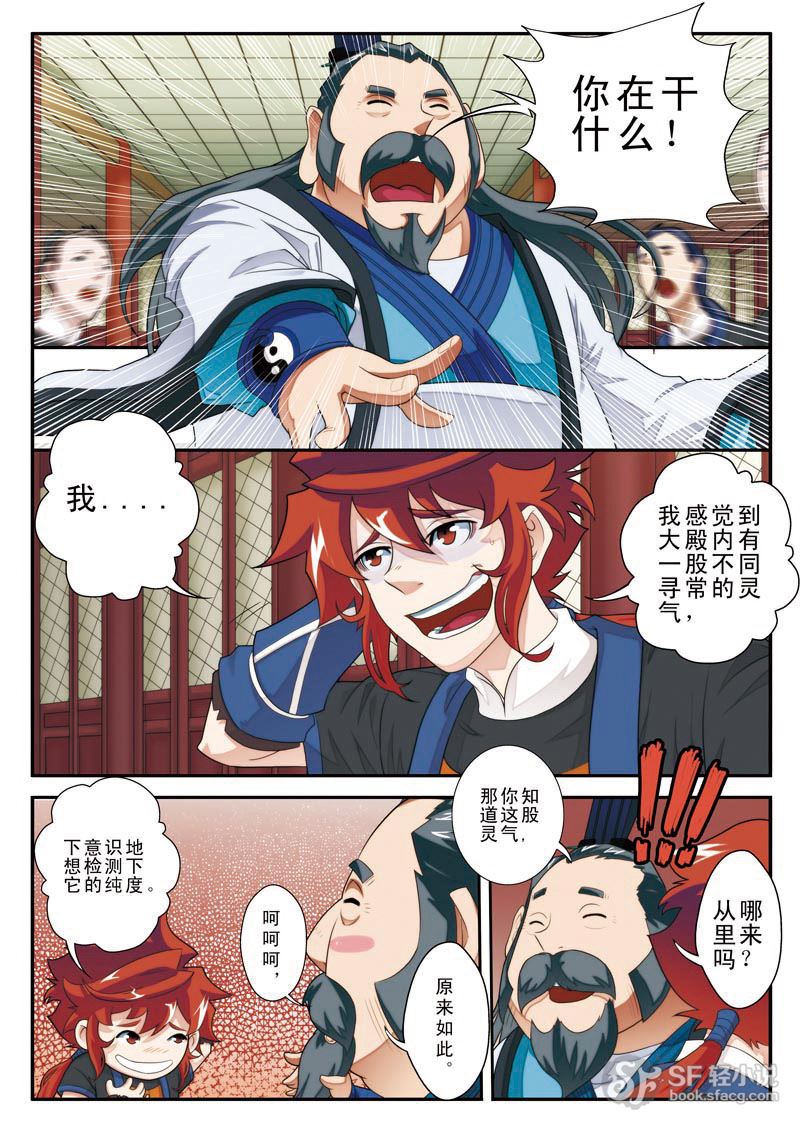 你在干
什么！
我....
我感觉到
大殿内有
一股不同
寻常的灵
气，
下意识地
想检测下
它的纯度。
呵呵呵，
原来如此。
那你知
道这股
灵气，
!!!
从哪
里来
吗？
SF轻小说
book.sfacg.com